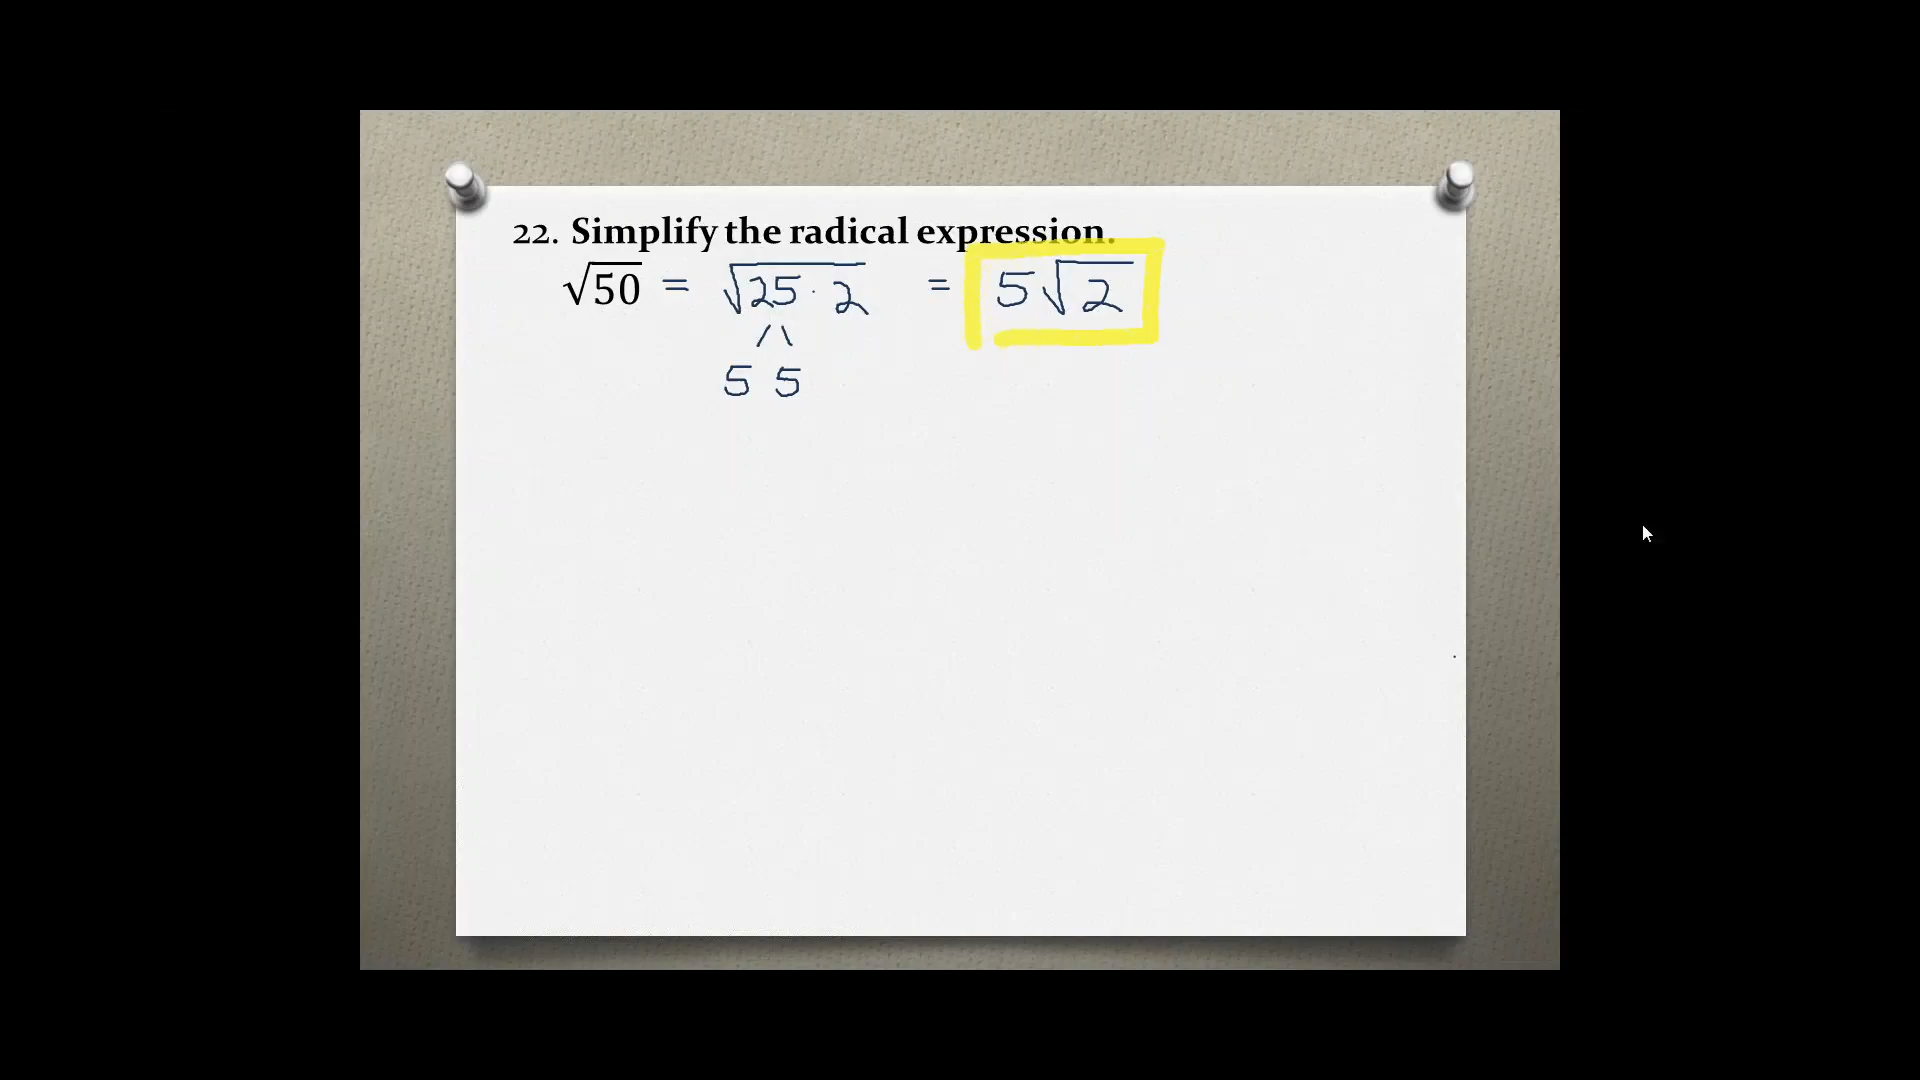 22. Simplify the radical expression.
√50 = √25 · 2 = 5√2
5 5